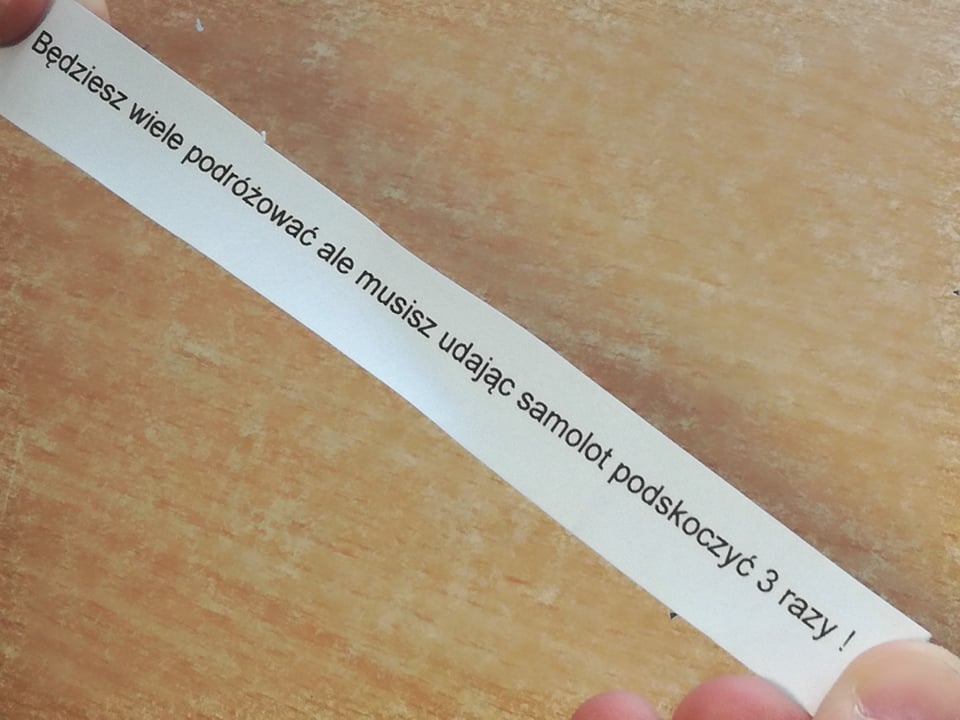 Będziesz wiele podróżować ale musisz udając samolot podskoczyć 3 razy !